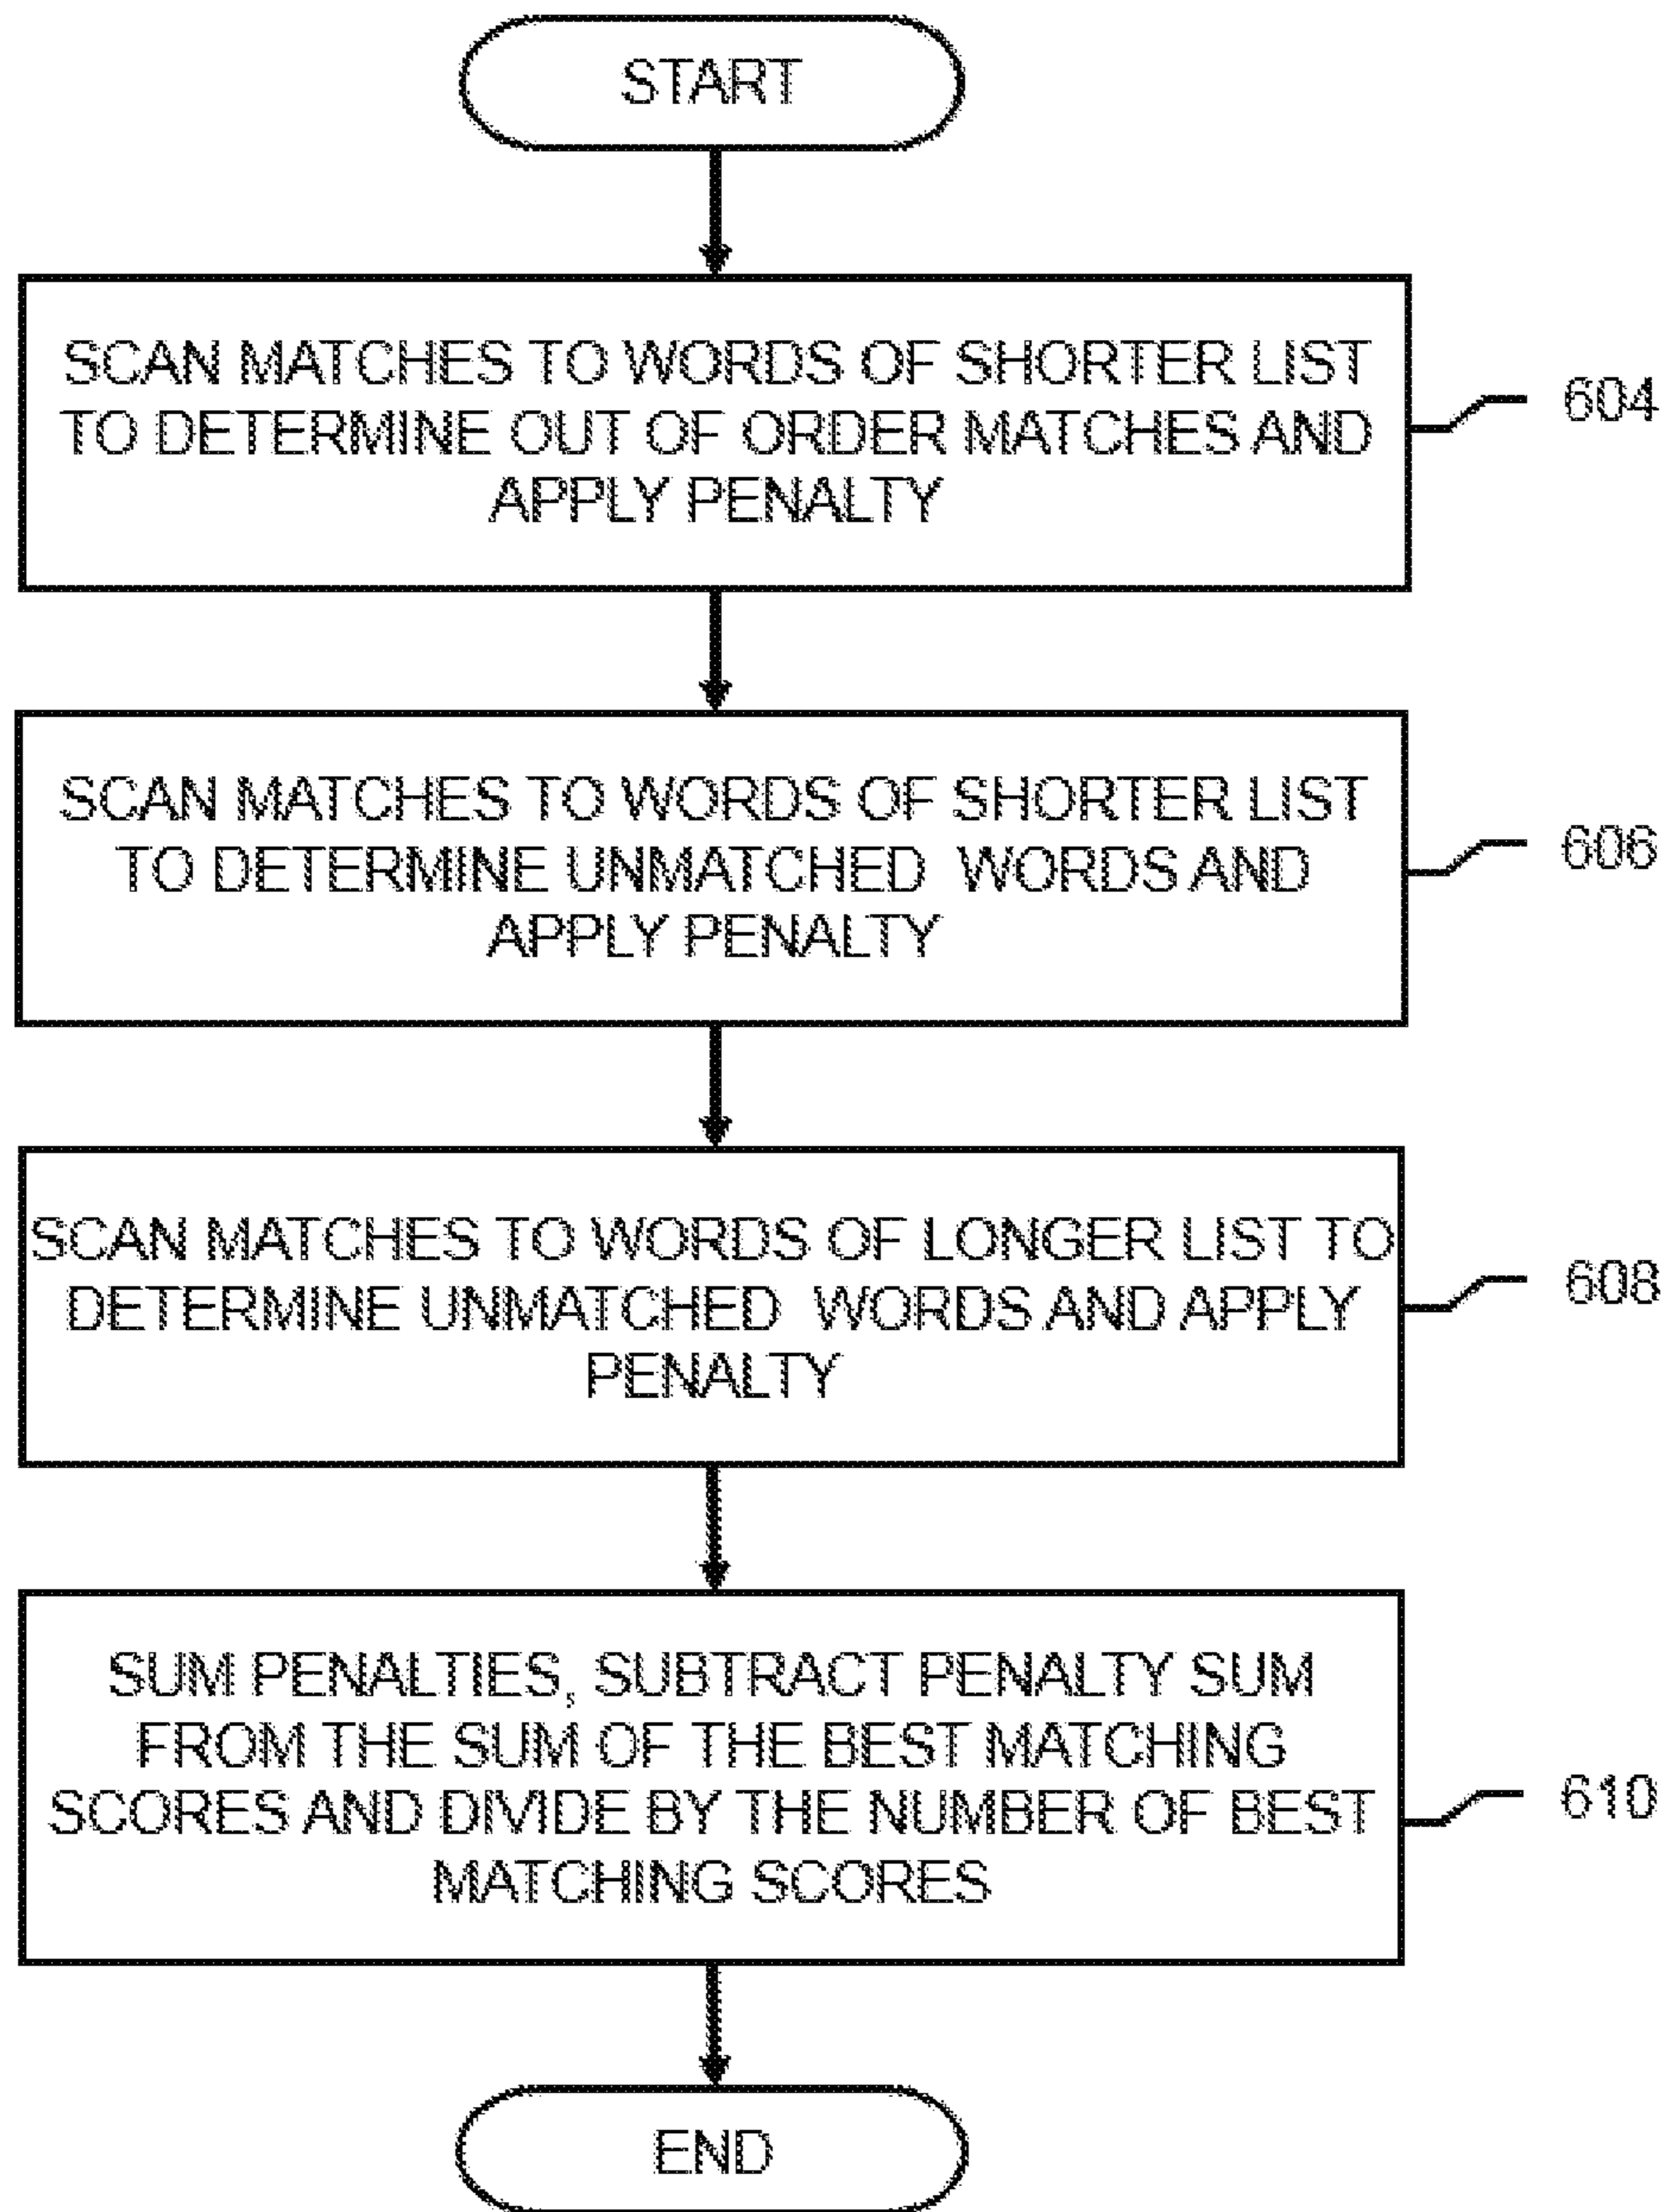 START
SCAN MATCHES TO WORDS OF SHORTER LIST
TO DETERMINE OUT OF ORDER MATCHES AND
APPLY PENALTY
604
SCAN MATCHES TO WORDS OF SHORTER LIST
TO DETERMINE UNMATCHED WORDS AND
APPLY PENALTY
606
SCAN MATCHES TO WORDS OF LONGER LIST TO
DETERMINE UNMATCHED WORDS AND APPLY
PENALTY
608
SUM PENALTIES, SUBTRACT PENALTY SUM
FROM THE SUM OF THE BEST MATCHING
SCORES AND DIVIDE BY THE NUMBER OF BEST
MATCHING SCORES
610
END